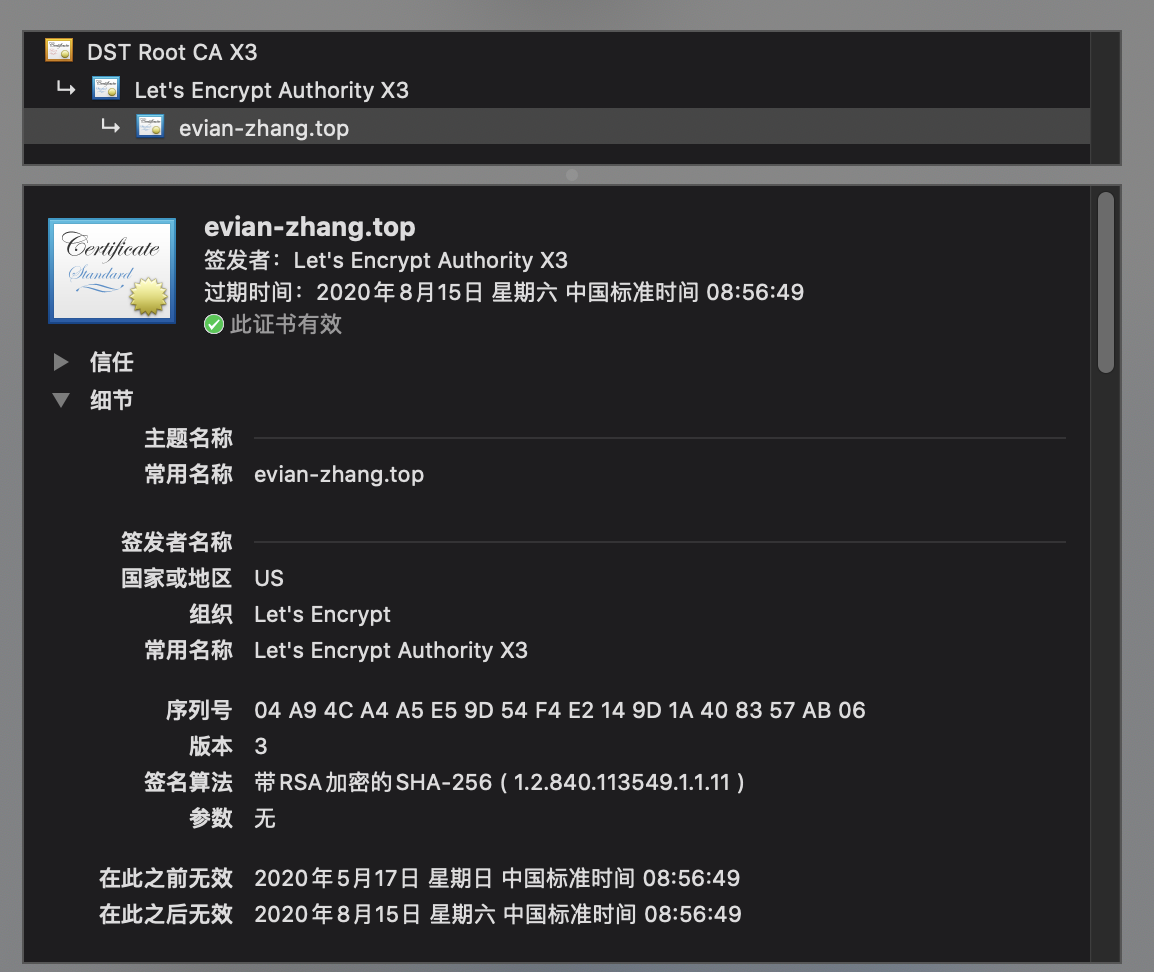 DST Root CA X3
Let's Encrypt Authority X3
evian-zhang.top
Certificate
Standard
evian-zhang.top
签发者：Let's Encrypt Authority X3
过期时间：2020年8月15日 星期六 中国标准时间 08:56:49
此证书有效
信任
细节
主题名称
常用名称 evian-zhang.top
签发者名称
国家或地区 US
组织 Let's Encrypt
常用名称 Let's Encrypt Authority X3
序列号 04 A9 4C A4 A5 E5 9D 54 F4 E2 14 9D 1A 40 83 57 AB 06
版本 3
签名算法 带RSA加密的SHA-256 ( 1.2.840.113549.1.1.11 )
参数 无
在此之前无效 2020年5月17日 星期日 中国标准时间 08:56:49
在此之后无效 2020年8月15日 星期六 中国标准时间 08:56:49